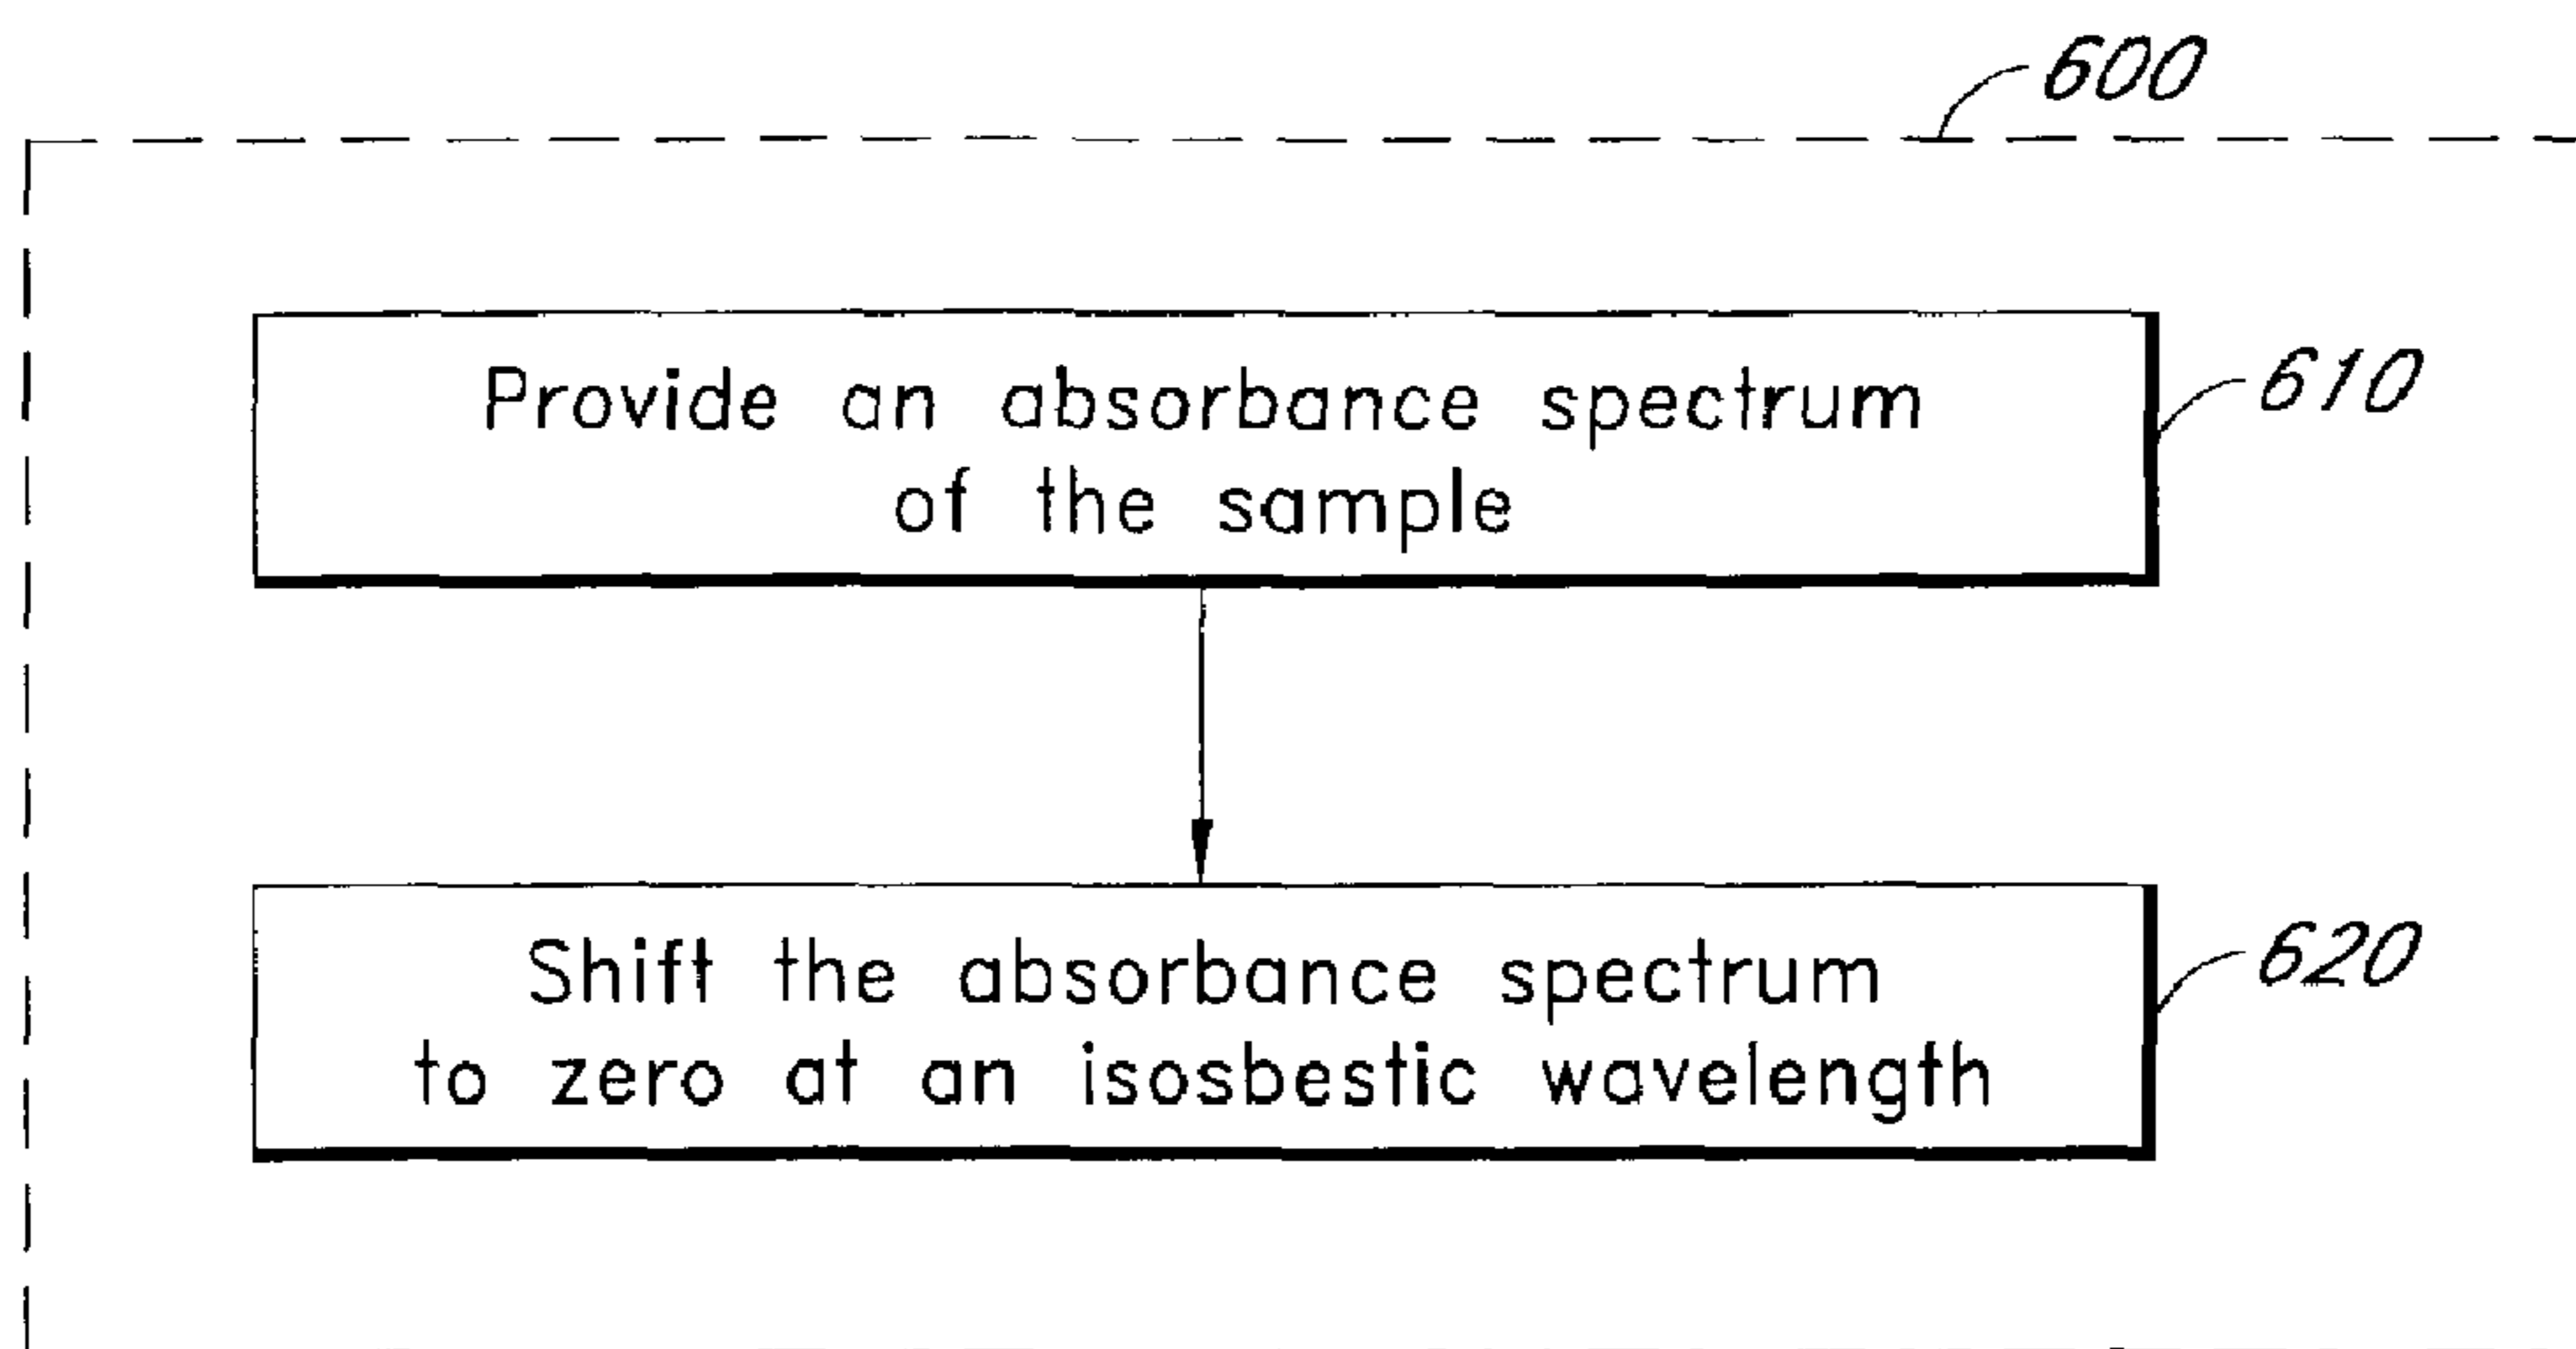 600
Provide an absorbance spectrum
of the sample
610
Shift the absorbance spectrum
to zero at an isosbestic wavelength
620